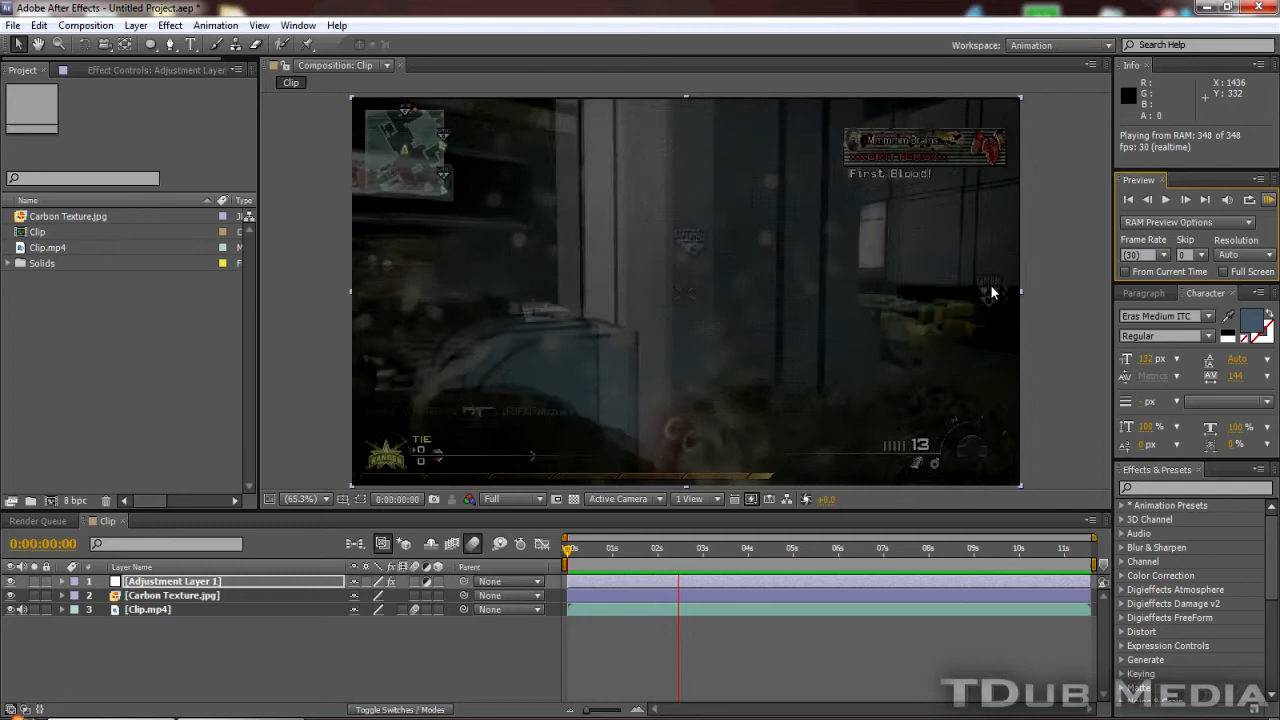 Adobe After Effects - Untitled Project.aep *
File Edit Composition Layer Effect Animation View Window Help
Workspace: Animation Search Help
Project Effect Controls: Adjustment Layer Composition: Clip Info
Clip
R: X: 1436
G: Y: 332
B:
A: 0
Playing from RAM: 348 of 348
fps: 30 (realtime)
Mmmmm Brains
First Blood!
Preview
Name Type
Carbon Texture.jpg
Clip
Clip.mp4
Solids
RAM Preview Options
Frame Rate Skip Resolution
(30) 0 Auto
From Current Time Full Screen
Paragraph Character
Eras Medium ITC
Regular
132 px Auto
Metrics 144
- px
100 % 100 %
0 px 0 %
TIE
0
0
13
Effects & Presets
* Animation Presets
3D Channel
Audio
Blur & Sharpen
Channel
Color Correction
Digieffects Atmosphere
Digieffects Damage v2
Digieffects FreeForm
Distort
Expression Controls
Generate
Keying
Matte
8 bpc
(65.3%) 0:00:00:00 Full Active Camera 1 View +0.0
Render Queue Clip
0:00:00:00
01s 02s 03s 04s 05s 06s 07s 08s 09s 10s 11s
# Layer Name Parent
1 [Adjustment Layer 1] None
2 [Carbon Texture.jpg] None
3 [Clip.mp4] None
Toggle Switches / Modes
TDub Media